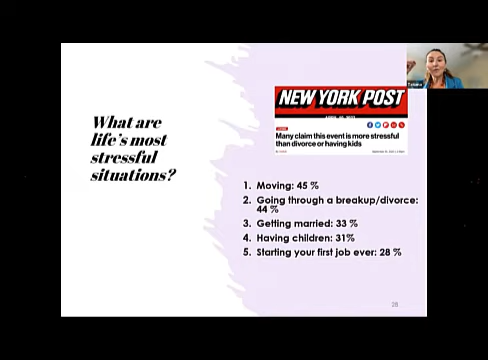 What are
life's most
stressful
situations?
NEW YORK POST
Many claim this event is more stressful
than divorce or having kids
1. Moving: 45 %
2. Going through a breakup/divorce:
44 %
3. Getting married: 33 %
4. Having children: 31%
5. Starting your first job ever: 28 %